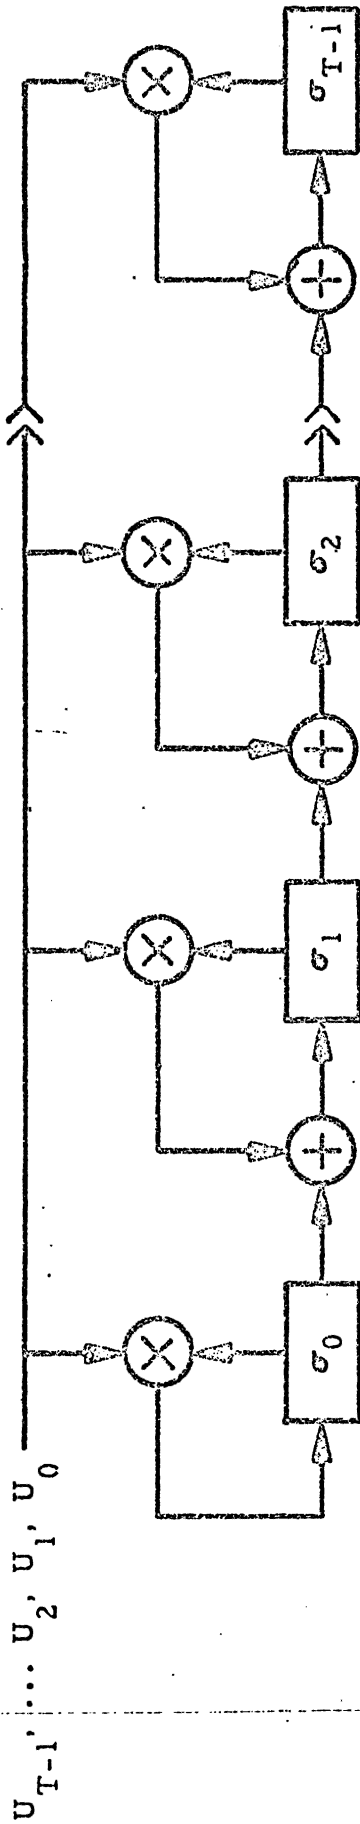 U_{T-1}, ... U_2, U_1, U_0
× × × ×
+ + +
σ_0 σ_1 σ_2 σ_{T-1}